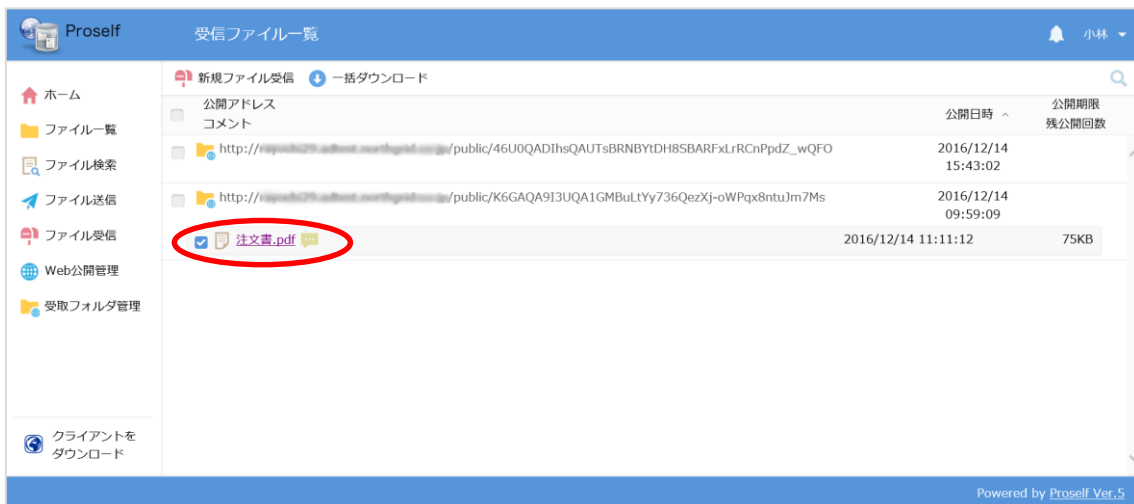 Proself
受信ファイル一覧
小林
ホーム
ファイル一覧
ファイル検索
ファイル送信
ファイル受信
Web公開管理
受取フォルダ管理
クライアントを
ダウンロード
新規ファイル受信 一括ダウンロード
公開アドレス
コメント
公開日時
公開期限
残公開回数
http:// /public/46U0QADIhsQAUTsBRNBYtDH8SBARFxLrRCnPpdZ_wQFO
2016/12/14
15:43:02
http:// /public/K6GAQA9I3UQA1GMBuLtYy736QezXj-oWPqx8ntuJm7Ms
2016/12/14
09:59:09
注文書.pdf 2016/12/14 11:11:12 75KB
Powered by Proself Ver.5